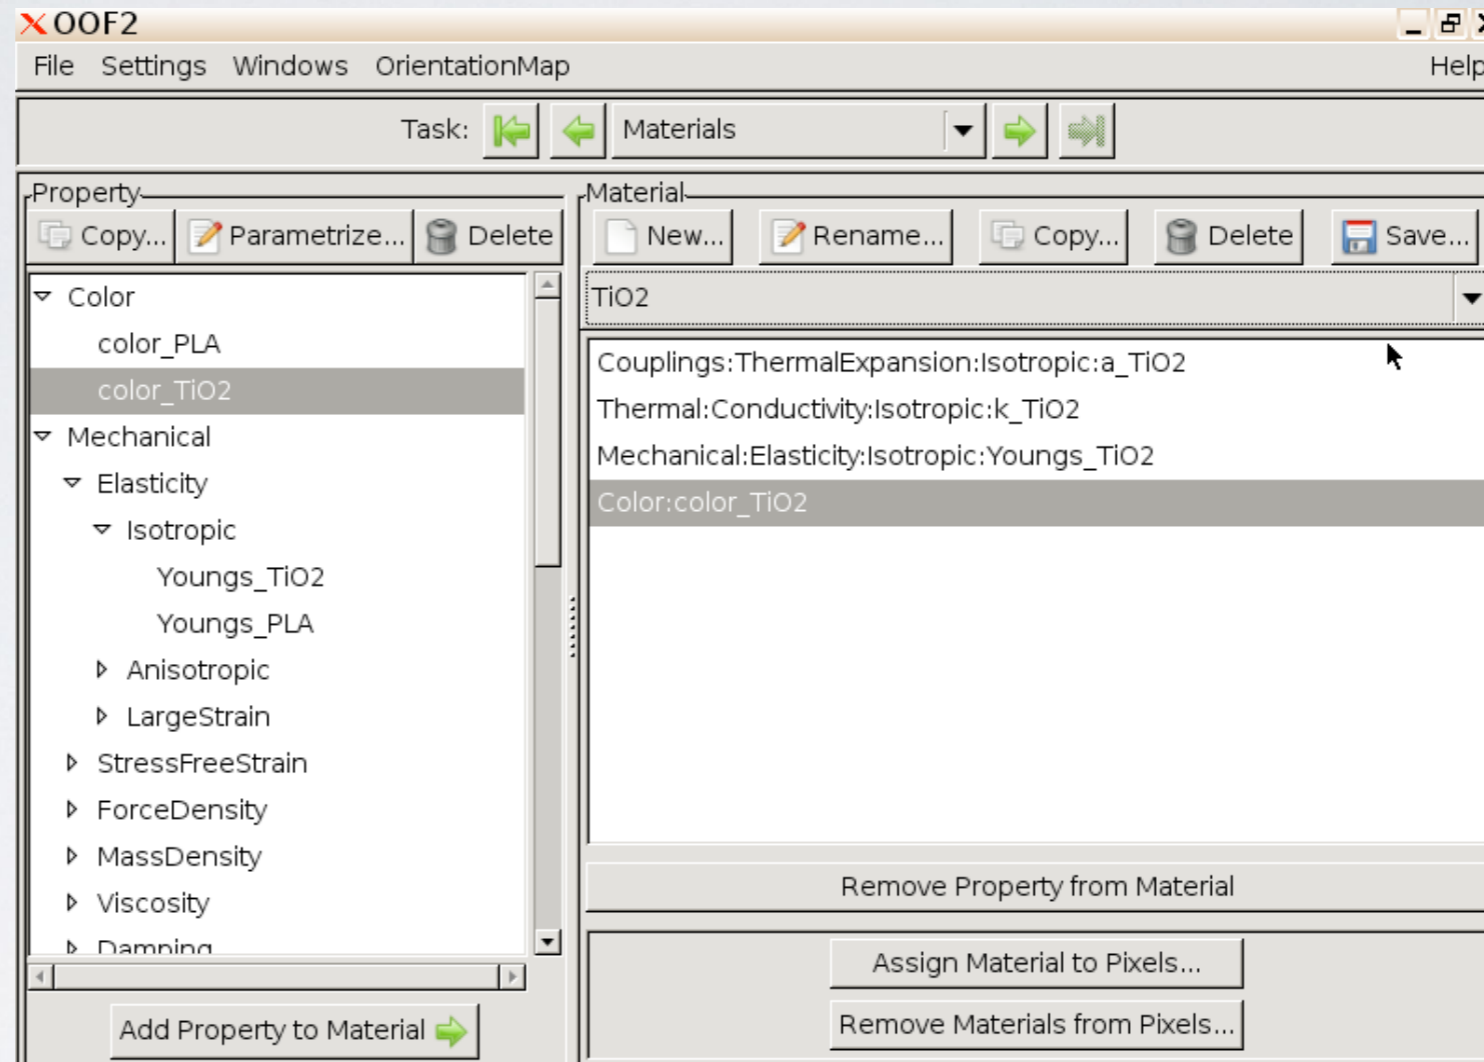 OOF2
File Settings Windows OrientationMap Help
Task: Materials
Property
Copy... Parametrize... Delete
Color
color_PLA
color_TiO2
Mechanical
Elasticity
Isotropic
Youngs_TiO2
Youngs_PLA
Anisotropic
LargeStrain
StressFreeStrain
ForceDensity
MassDensity
Viscosity
Damping
Add Property to Material
Material
New... Rename... Copy... Delete Save...
TiO2
Couplings:ThermalExpansion:Isotropic:a_TiO2
Thermal:Conductivity:Isotropic:k_TiO2
Mechanical:Elasticity:Isotropic:Youngs_TiO2
Color:color_TiO2
Remove Property from Material
Assign Material to Pixels...
Remove Materials from Pixels...